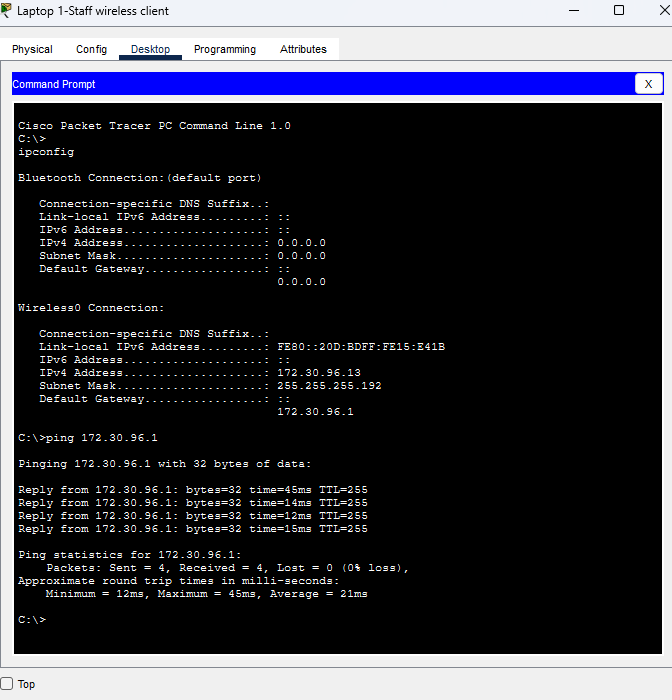 Laptop 1-Staff wireless client
Physical Config Desktop Programming Attributes
Command Prompt X
Cisco Packet Tracer PC Command Line 1.0
C:\>
ipconfig
Bluetooth Connection:(default port)
Connection-specific DNS Suffix..:
Link-local IPv6 Address.........: ::
IPv6 Address....................: ::
IPv4 Address....................: 0.0.0.0
Subnet Mask.....................: 0.0.0.0
Default Gateway.................: ::
0.0.0.0
Wireless0 Connection:
Connection-specific DNS Suffix..:
Link-local IPv6 Address.........: FE80::20D:BDFF:FE15:E41B
IPv6 Address....................: ::
IPv4 Address....................: 172.30.96.13
Subnet Mask.....................: 255.255.255.192
Default Gateway.................: ::
172.30.96.1
C:\>ping 172.30.96.1
Pinging 172.30.96.1 with 32 bytes of data:
Reply from 172.30.96.1: bytes=32 time=45ms TTL=255
Reply from 172.30.96.1: bytes=32 time=14ms TTL=255
Reply from 172.30.96.1: bytes=32 time=12ms TTL=255
Reply from 172.30.96.1: bytes=32 time=15ms TTL=255
Ping statistics for 172.30.96.1:
Packets: Sent = 4, Received = 4, Lost = 0 (0% loss),
Approximate round trip times in milli-seconds:
Minimum = 12ms, Maximum = 45ms, Average = 21ms
C:\>
Top